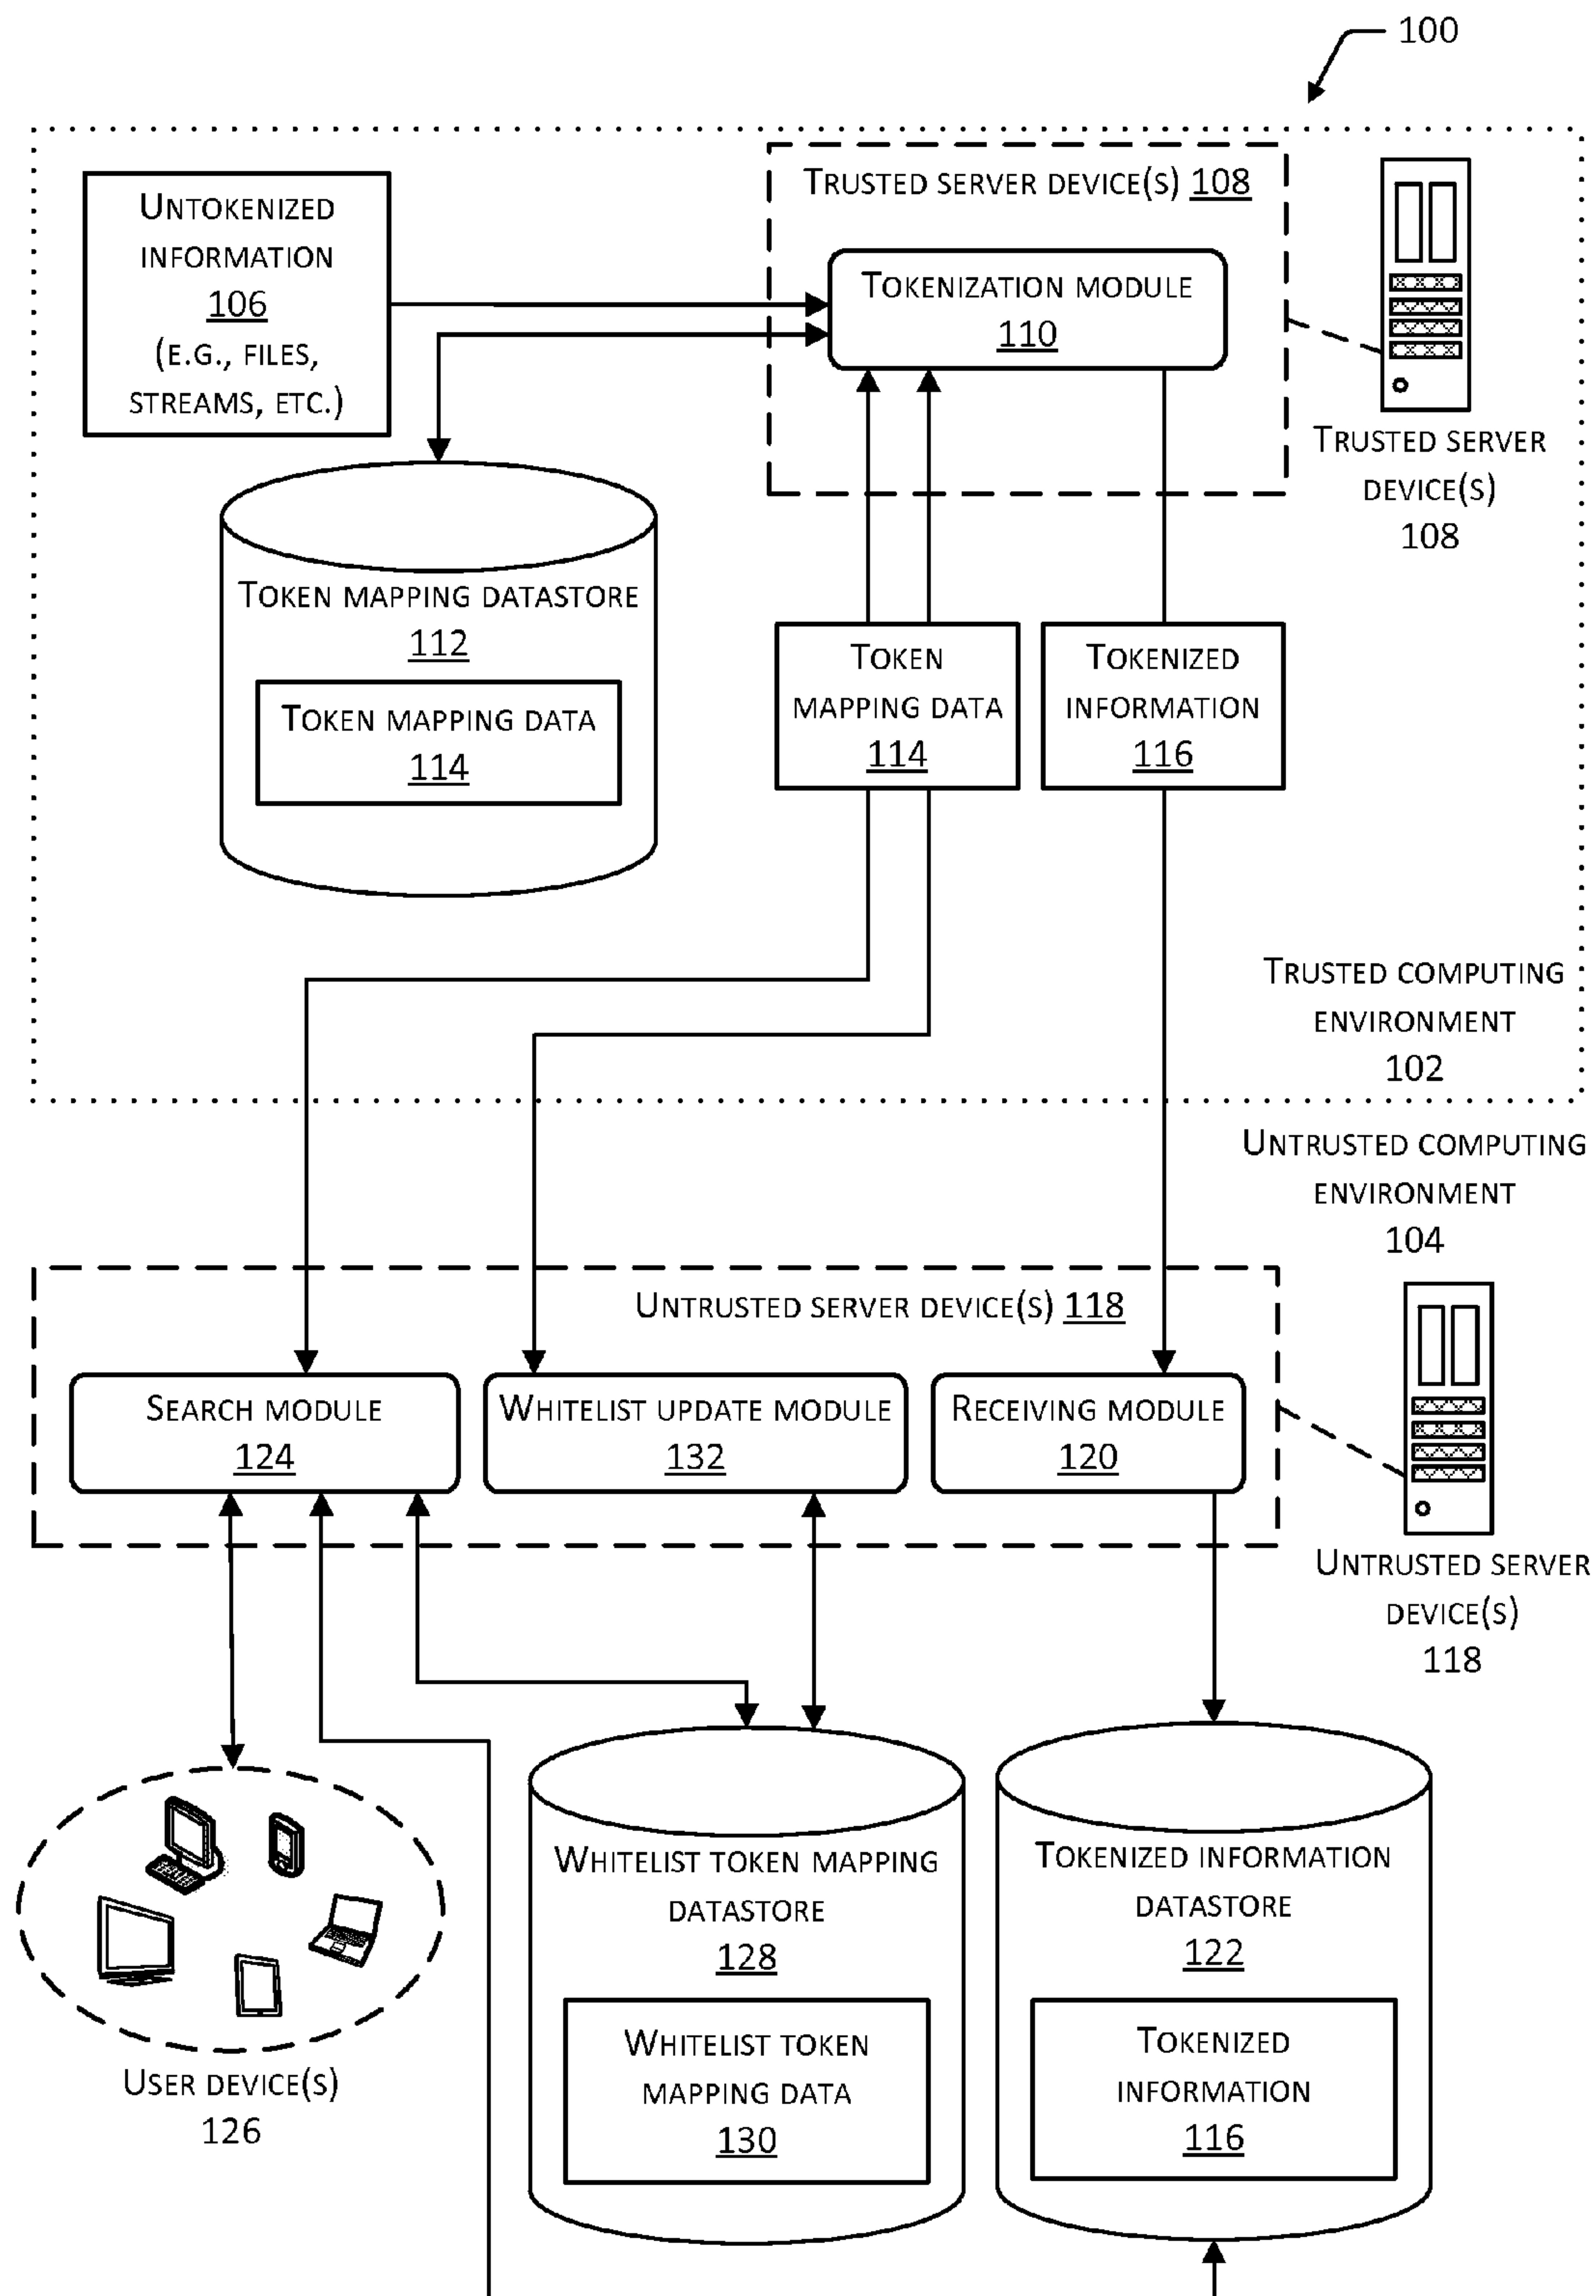 100
Untokenized
information
106
(e.g., files,
streams, etc.)
Trusted server device(s) 108
Tokenization module
110
Trusted server
device(s)
108
Token mapping datastore
112
Token mapping data
114
Token
mapping data
114
Tokenized
information
116
Trusted computing
environment
102
Untrusted computing
environment
104
Untrusted server device(s) 118
Search module
124
Whitelist update module
132
Receiving module
120
Untrusted server
device(s)
118
User device(s)
126
Whitelist token mapping
datastore
128
Whitelist token
mapping data
130
Tokenized information
datastore
122
Tokenized
information
116